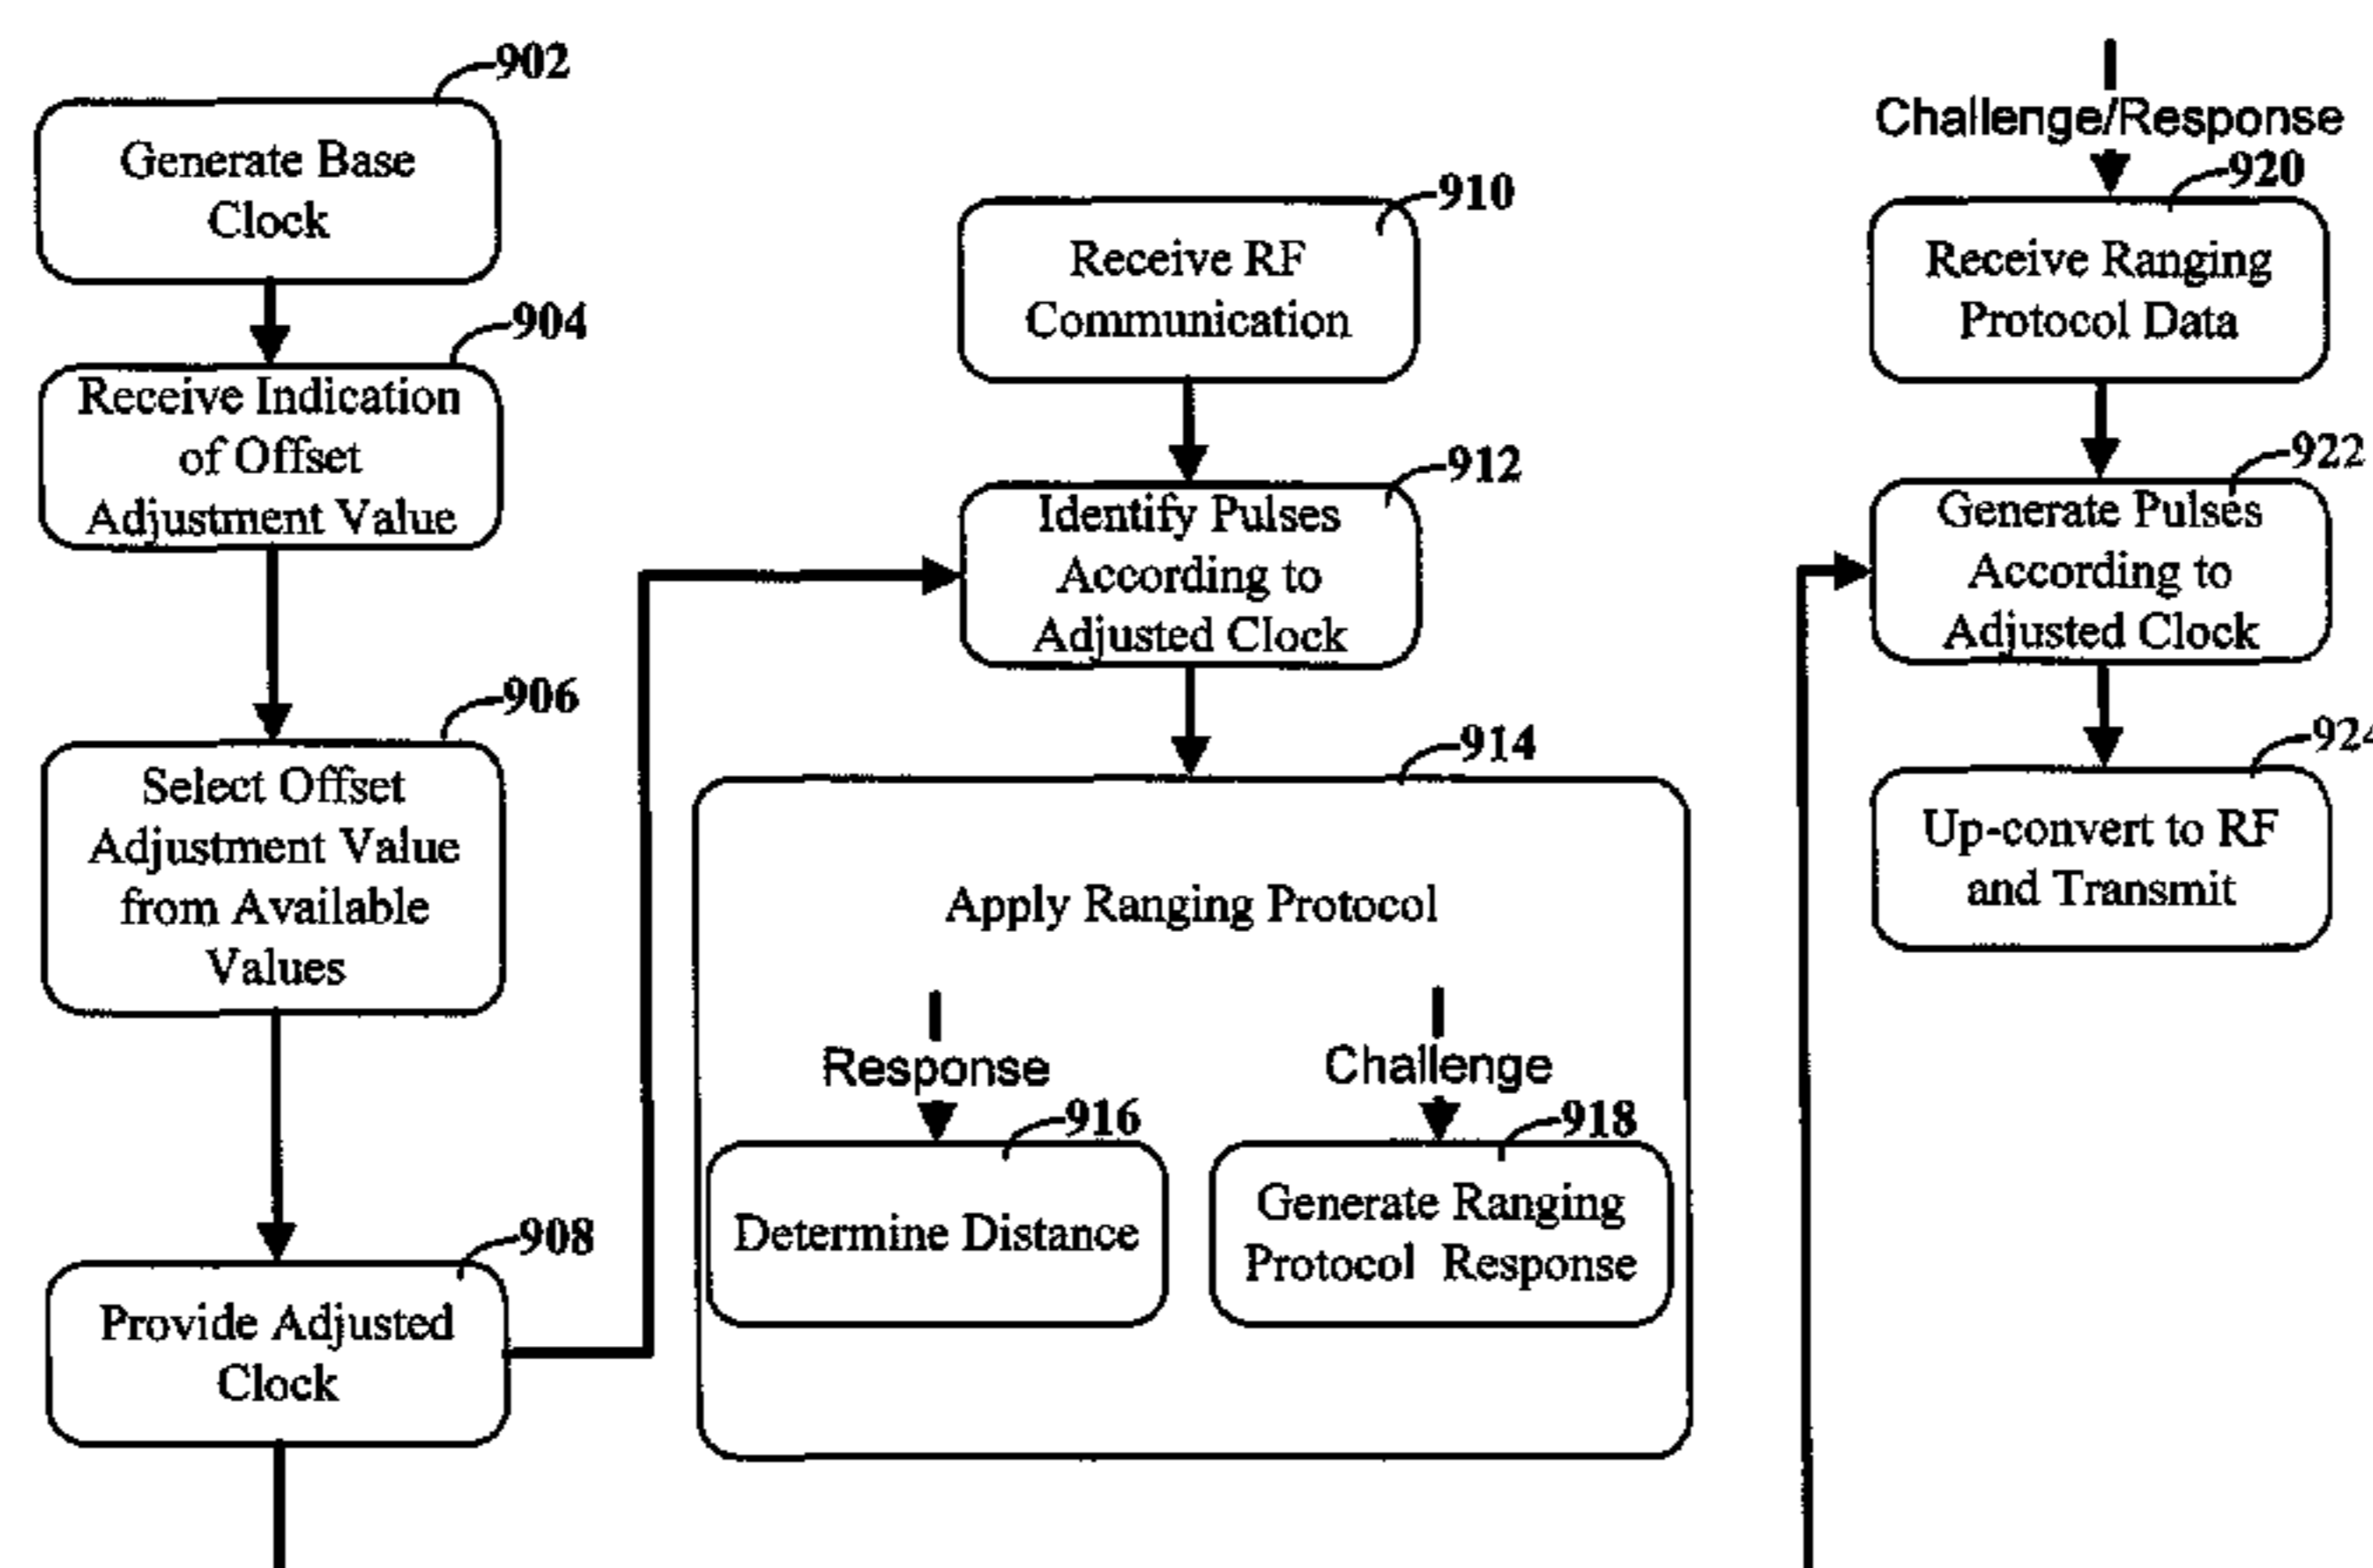 902
Generate Base
Clock
904
Receive Indication
of Offset
Adjustment Value
906
Select Offset
Adjustment Value
from Available
Values
908
Provide Adjusted
Clock
910
Receive RF
Communication
912
Identify Pulses
According to
Adjusted Clock
914
Apply Ranging Protocol
Response
916
Determine Distance
Challenge
918
Generate Ranging
Protocol Response
Challenge/Response
920
Receive Ranging
Protocol Data
922
Generate Pulses
According to
Adjusted Clock
924
Up-convert to RF
and Transmit